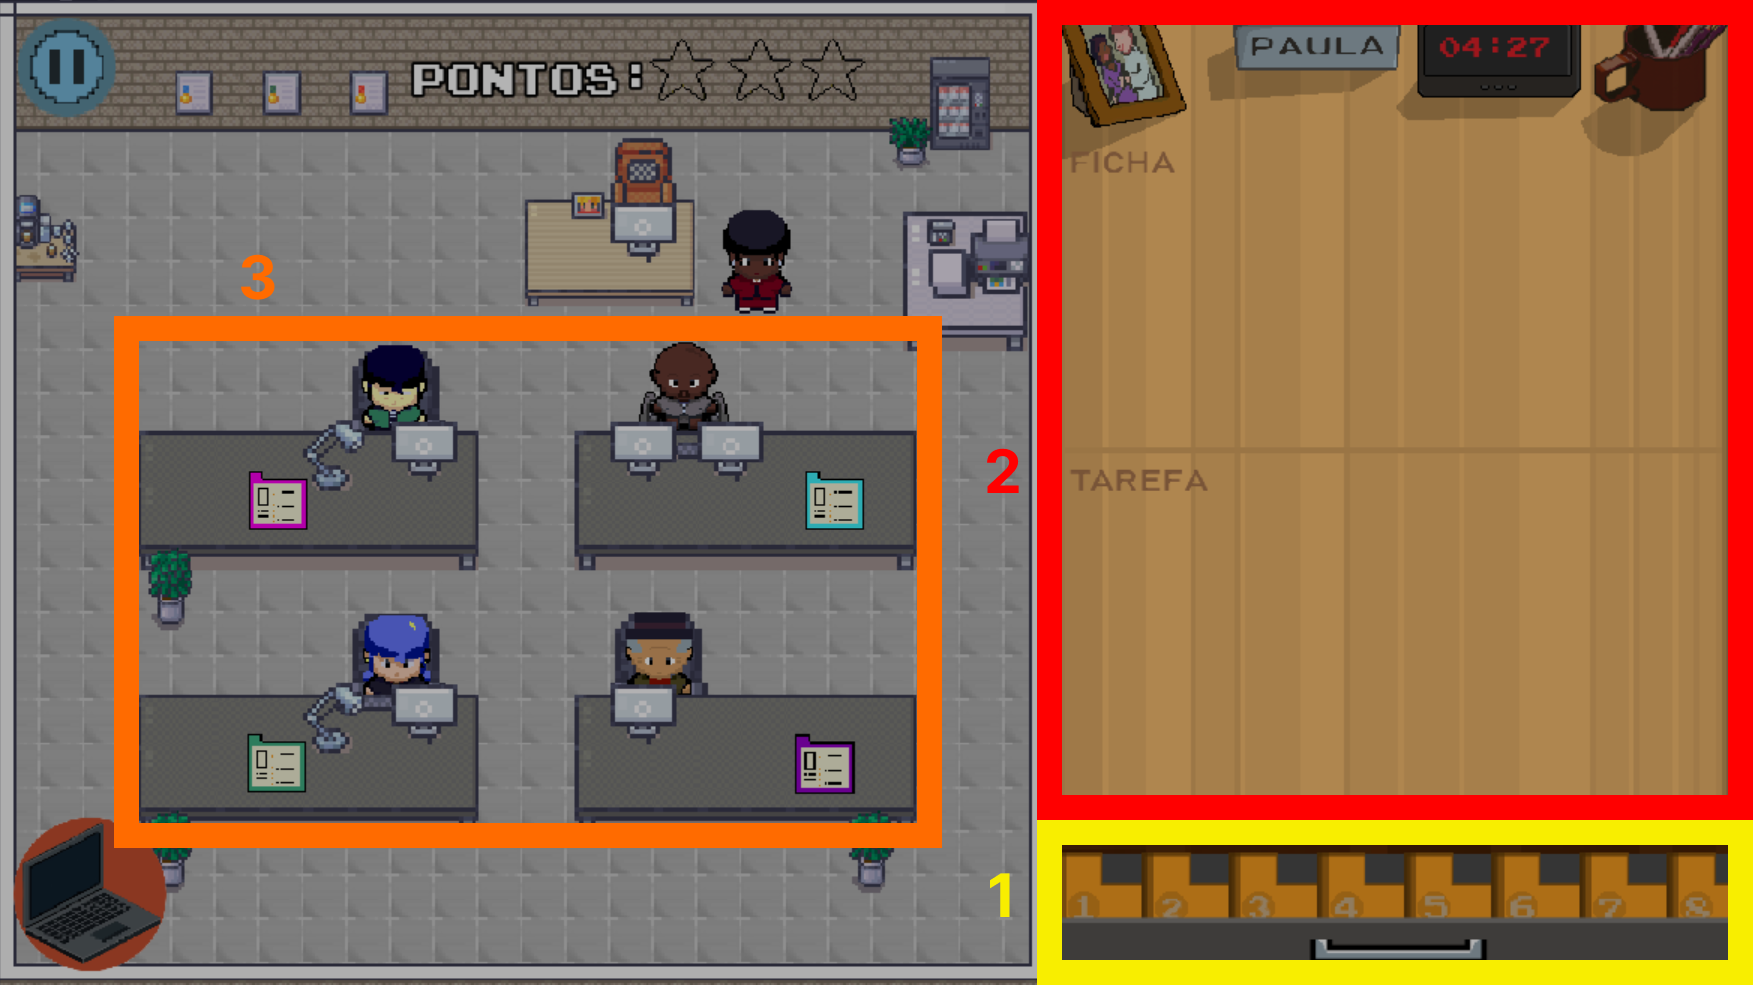 PONTOS:
PAULA
04:27
FICHA
3
2
TAREFA
1
1 2 3 4 5 6 7 8